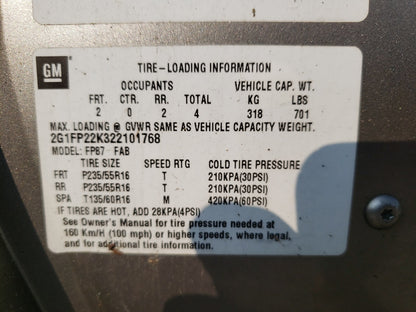 GM
TIRE-LOADING INFORMATION
OCCUPANTS VEHICLE CAP. WT.
FRT. CTR. RR. TOTAL KG LBS
2 0 2 4 318 701
MAX. LOADING @ GVWR SAME AS VEHICLE CAPACITY WEIGHT.
2G1FP22K322101768
MODEL: FP87 FAB
TIRE SIZE SPEED RTG COLD TIRE PRESSURE
FRT P235/55R16 T 210KPA(30PSI)
RR P235/55R16 T 210KPA(30PSI)
SPA T135/60R16 M 420KPA(60PSI)
IF TIRES ARE HOT, ADD 28KPA(4PSI)
See Owner's Manual for tire pressure needed at
160 Km/H (100 mph) or higher speeds, where legal,
and for additional tire information.